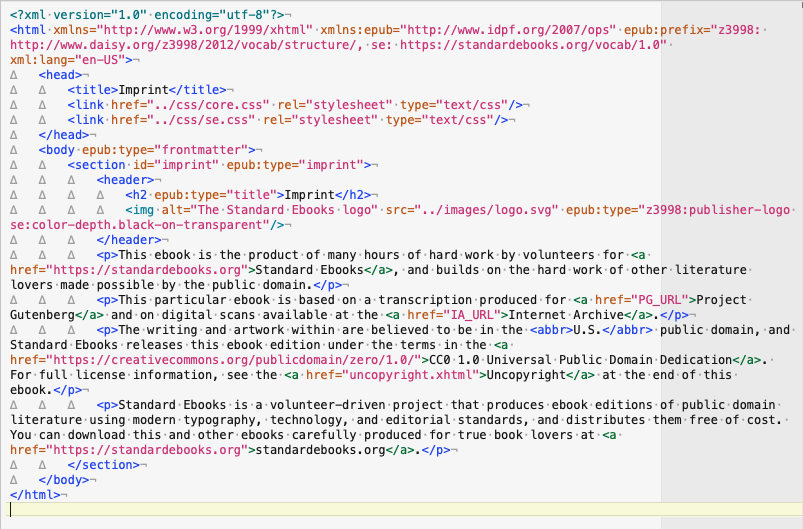 <?xml version="1.0" encoding="utf-8"?>
<html xmlns="http://www.w3.org/1999/xhtml" xmlns:epub="http://www.idpf.org/2007/ops" epub:prefix="z3998:
http://www.daisy.org/z3998/2012/vocab/structure/, se: https://standardebooks.org/vocab/1.0"
xml:lang="en-US">
<head>
<title>Imprint</title>
<link href="../css/core.css" rel="stylesheet" type="text/css"/>
<link href="../css/se.css" rel="stylesheet" type="text/css"/>
</head>
<body epub:type="frontmatter">
<section id="imprint" epub:type="imprint">
<header>
<h2 epub:type="title">Imprint</h2>
<img alt="The Standard Ebooks logo" src="../images/logo.svg" epub:type="z3998:publisher-logo
se:color-depth.black-on-transparent"/>
</header>
<p>This ebook is the product of many hours of hard work by volunteers for <a
href="https://standardebooks.org">Standard Ebooks</a>, and builds on the hard work of other literature
lovers made possible by the public domain.</p>
<p>This particular ebook is based on a transcription produced for <a href="PG_URL">Project
Gutenberg</a> and on digital scans available at the <a href="IA_URL">Internet Archive</a>.</p>
<p>The writing and artwork within are believed to be in the <abbr>U.S.</abbr> public domain, and
Standard Ebooks releases this ebook edition under the terms in the <a
href="https://creativecommons.org/publicdomain/zero/1.0/">CC0 1.0 Universal Public Domain Dedication</a>.
For full license information, see the <a href="uncopyright.xhtml">Uncopyright</a> at the end of this
ebook.</p>
<p>Standard Ebooks is a volunteer-driven project that produces ebook editions of public domain
literature using modern typography, technology, and editorial standards, and distributes them free of cost.
You can download this and other ebooks carefully produced for true book lovers at <a
href="https://standardebooks.org">standardebooks.org</a>.</p>
</section>
</body>
</html>